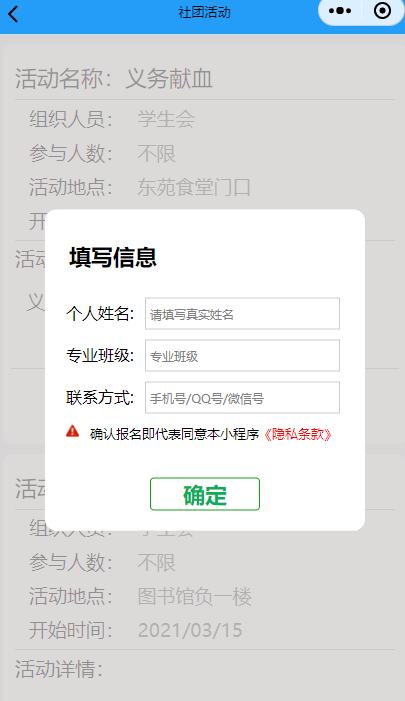 社团活动
活动名称：义务献血
组织人员： 学生会
参与人数： 不限
活动地点： 东苑食堂门口
开
活动
义
填写信息
个人姓名: 请填写真实姓名
专业班级: 专业班级
联系方式: 手机号/QQ号/微信号
确认报名即代表同意本小程序《隐私条款》
确定
活动
组织人员： 学生会
参与人数： 不限
活动地点： 图书馆负一楼
开始时间： 2021/03/15
活动详情：